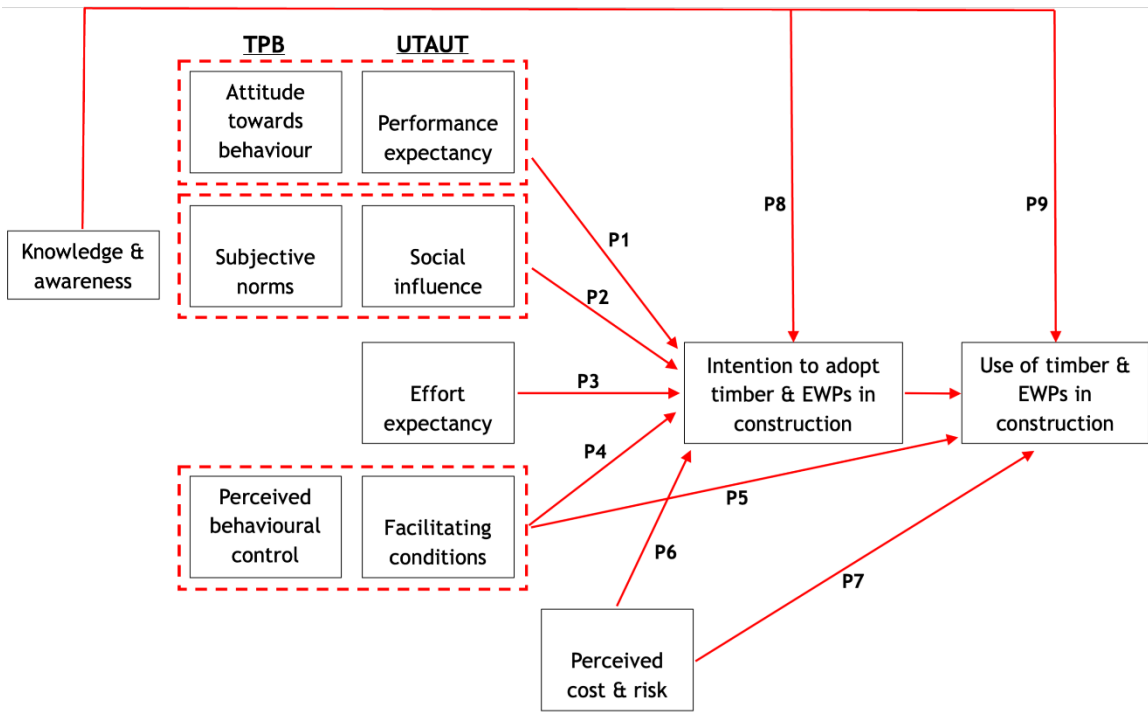 TPB
UTAUT
Attitude
towards
behaviour
Performance
expectancy
P8
P9
P1
Knowledge &
awareness
Subjective
norms
Social
influence
P2
Effort
expectancy
P3
Intention to adopt
timber & EWPs in
construction
Use of timber &
EWPs in
construction
P4
Perceived
behavioural
control
Facilitating
conditions
P5
P6
P7
Perceived
cost & risk